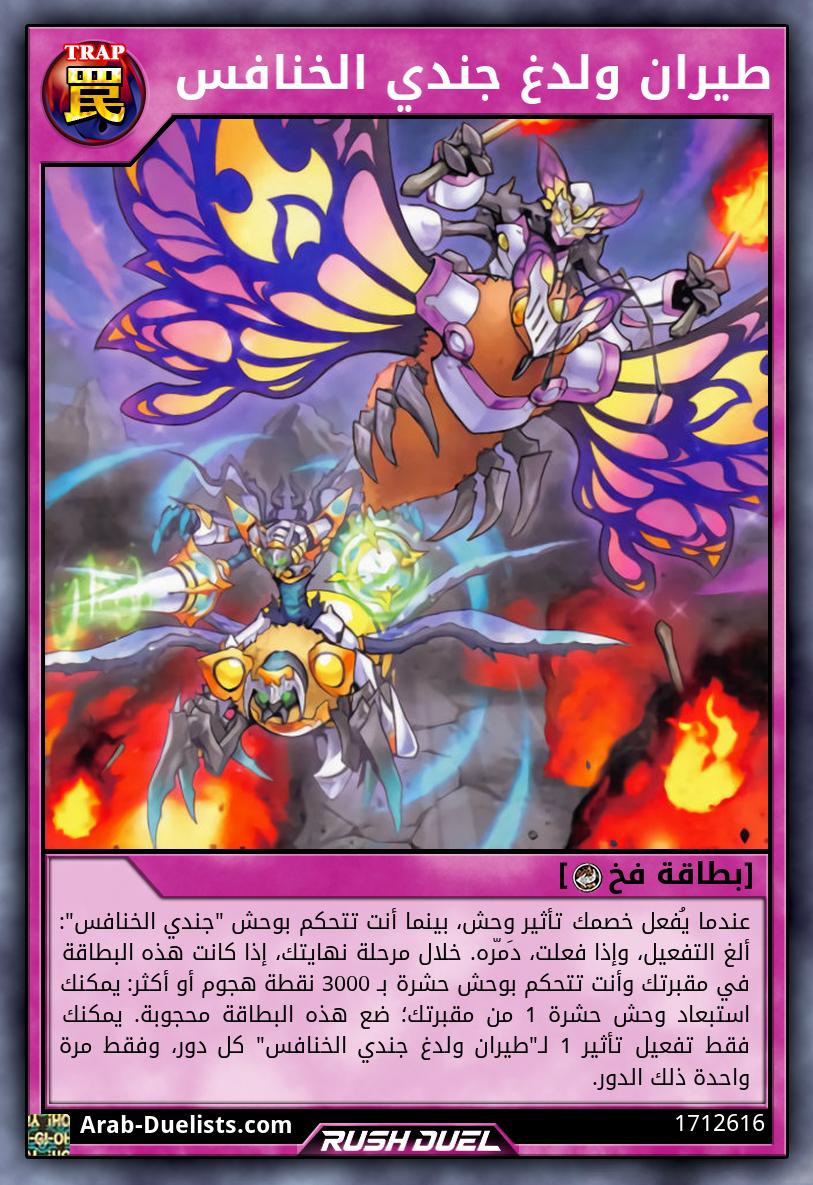 TRAP
罠
طيران ولدغ جندي الخنافس
[بطاقة فخ]
عندما يُفعل خصمك تأثير وحش، بينما أنت تتحكم بوحش "جندي الخنافس":
ألغ التفعيل، وإذا فعلت، دَمّره. خلال مرحلة نهايتك، إذا كانت هذه البطاقة
في مقبرتك وأنت تتحكم بوحش حشرة بـ 3000 نقطة هجوم أو أكثر: يمكنك
استبعاد وحش حشرة 1 من مقبرتك؛ ضع هذه البطاقة محجوبة. يمكنك
فقط تفعيل تأثير 1 لـ"طيران ولدغ جندي الخنافس" كل دور، وفقط مرة
واحدة ذلك الدور.
Arab-Duelists.com
RUSH DUEL
1712616